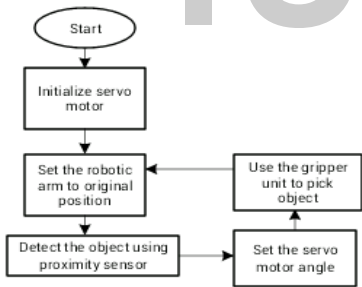 Start
Initialize servo
motor
Set the robotic
arm to original
position
Detect the object using
proximity sensor
Set the servo
motor angle
Use the gripper
unit to pick
object